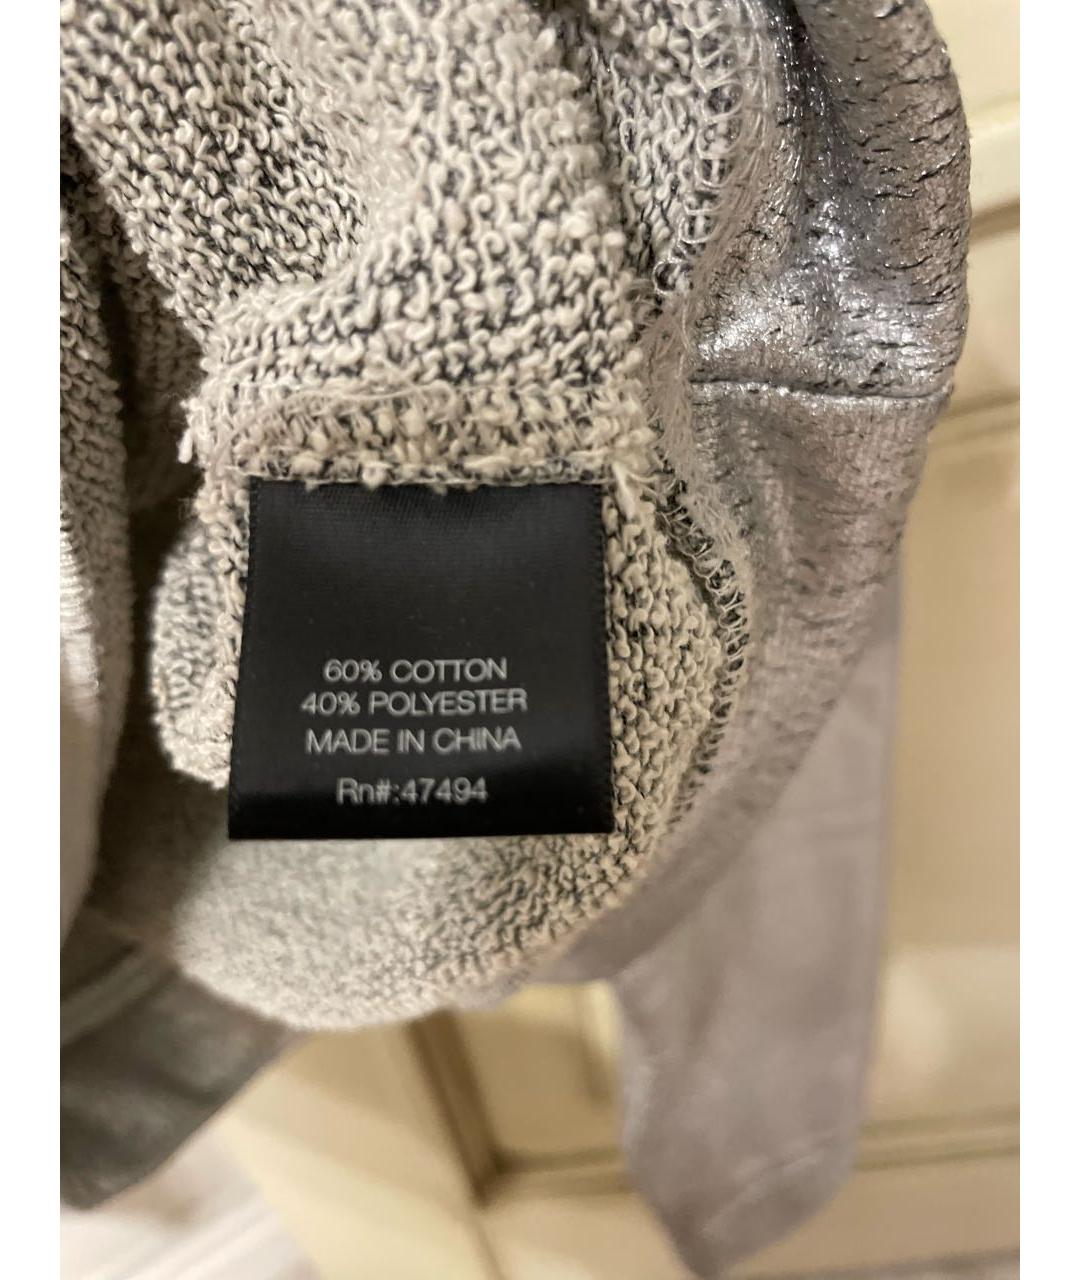 60% COTTON
40% POLYESTER
MADE IN CHINA
Rn#:47494